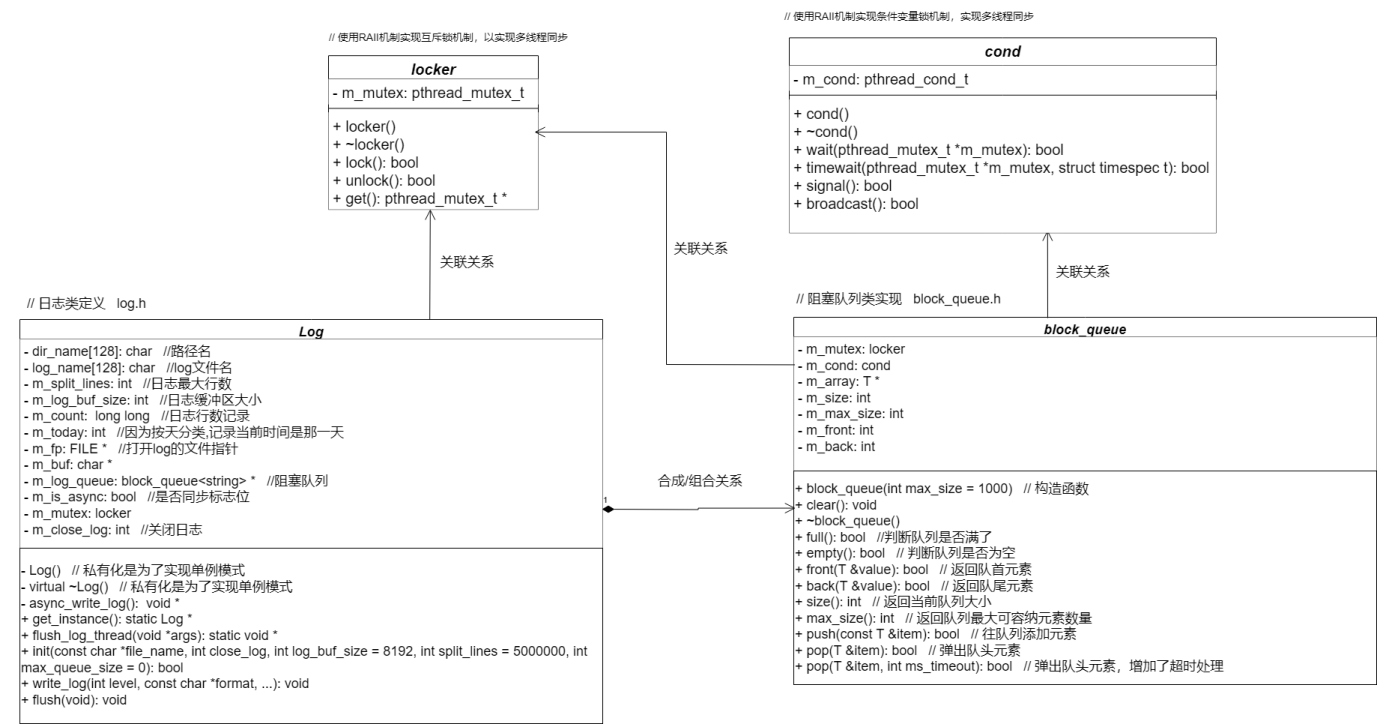 // 使用RAII机制实现互斥锁机制，以实现多线程同步
locker
- m_mutex: pthread_mutex_t
+ locker()
+ ~locker()
+ lock(): bool
+ unlock(): bool
+ get(): pthread_mutex_t *
// 使用RAII机制实现条件变量锁机制，实现多线程同步
cond
- m_cond: pthread_cond_t
+ cond()
+ ~cond()
+ wait(pthread_mutex_t *m_mutex): bool
+ timewait(pthread_mutex_t *m_mutex, struct timespec t): bool
+ signal(): bool
+ broadcast(): bool
关联关系
关联关系
关联关系
// 日志类定义 log.h
Log
- dir_name[128]: char //路径名
- log_name[128]: char //log文件名
- m_split_lines: int //日志最大行数
- m_log_buf_size: int //日志缓冲区大小
- m_count: long long //日志行数记录
- m_today: int //因为按天分类,记录当前时间是那一天
- m_fp: FILE * //打开log的文件指针
- m_buf: char *
- m_log_queue: block_queue<string> * //阻塞队列
- m_is_async: bool //是否同步标志位
- m_mutex: locker
- m_close_log: int //关闭日志
- Log() // 私有化是为了实现单例模式
- virtual ~Log() // 私有化是为了实现单例模式
- async_write_log(): void *
+ get_instance(): static Log *
+ flush_log_thread(void *args): static void *
+ init(const char *file_name, int close_log, int log_buf_size = 8192, int split_lines = 5000000, int
max_queue_size = 0): bool
+ write_log(int level, const char *format, ...): void
+ flush(void): void
合成/组合关系
1
// 阻塞队列类实现 block_queue.h
block_queue
- m_mutex: locker
- m_cond: cond
- m_array: T *
- m_size: int
- m_max_size: int
- m_front: int
- m_back: int
+ block_queue(int max_size = 1000) // 构造函数
+ clear(): void
+ ~block_queue()
+ full(): bool //判断队列是否满了
+ empty(): bool // 判断队列是否为空
+ front(T &value): bool // 返回队首元素
+ back(T &value): bool // 返回队尾元素
+ size(): int // 返回当前队列大小
+ max_size(): int // 返回队列最大可容纳元素数量
+ push(const T &item): bool // 往队列添加元素
+ pop(T &item): bool // 弹出队头元素
+ pop(T &item, int ms_timeout): bool // 弹出队头元素，增加了超时处理